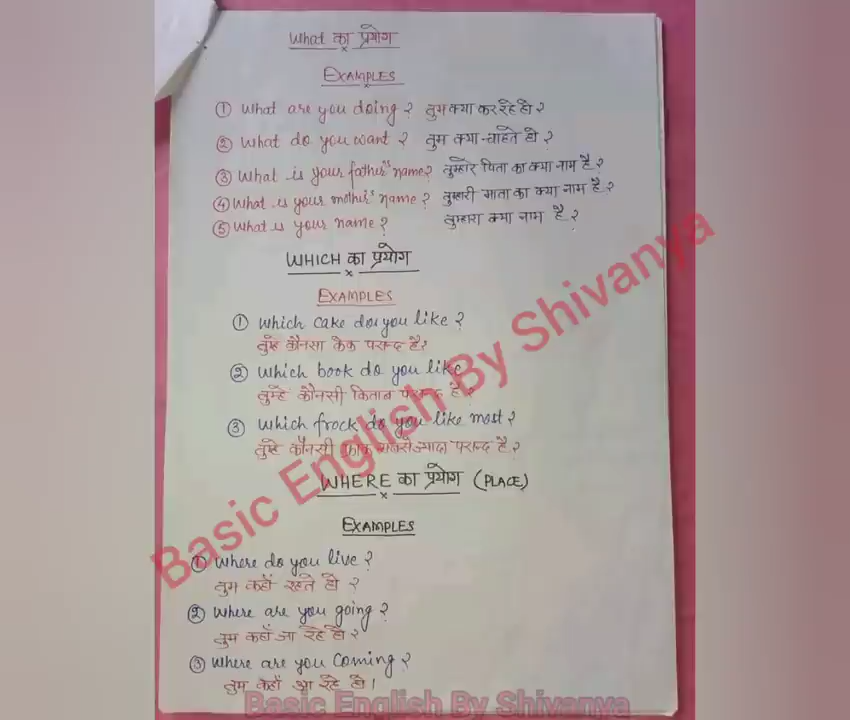 What का प्रयोग
EXAMPLES
① What are you doing? तुम क्या कर रहे हो?
② What do you want? तुम क्या चाहते हो?
③ What is your father's name? तुम्हारे पिता का क्या नाम है?
④ What is your mother's name? तुम्हारी माता का क्या नाम है?
⑤ What is your name? तुम्हारा क्या नाम है?
WHICH का प्रयोग
EXAMPLES
① Which cake do you like?
तुम्हे कौनसा केक पसन्द है?
② Which book do you like
तुम्हे कौनसी किताब पसन्द है?
③ Which frock do you like most?
तुम्हे कौनसी फ्राक सबसे ज्यादा पसन्द है?
WHERE का प्रयोग (PLACE)
EXAMPLES
① Where do you live?
तुम कहाँ रहते हो?
② Where are you going?
तुम कहाँ जा रहे हो?
③ Where are you coming?
तुम कहाँ आ रहे हो।
Basic English By Shivanya
Basic English By Shivanya